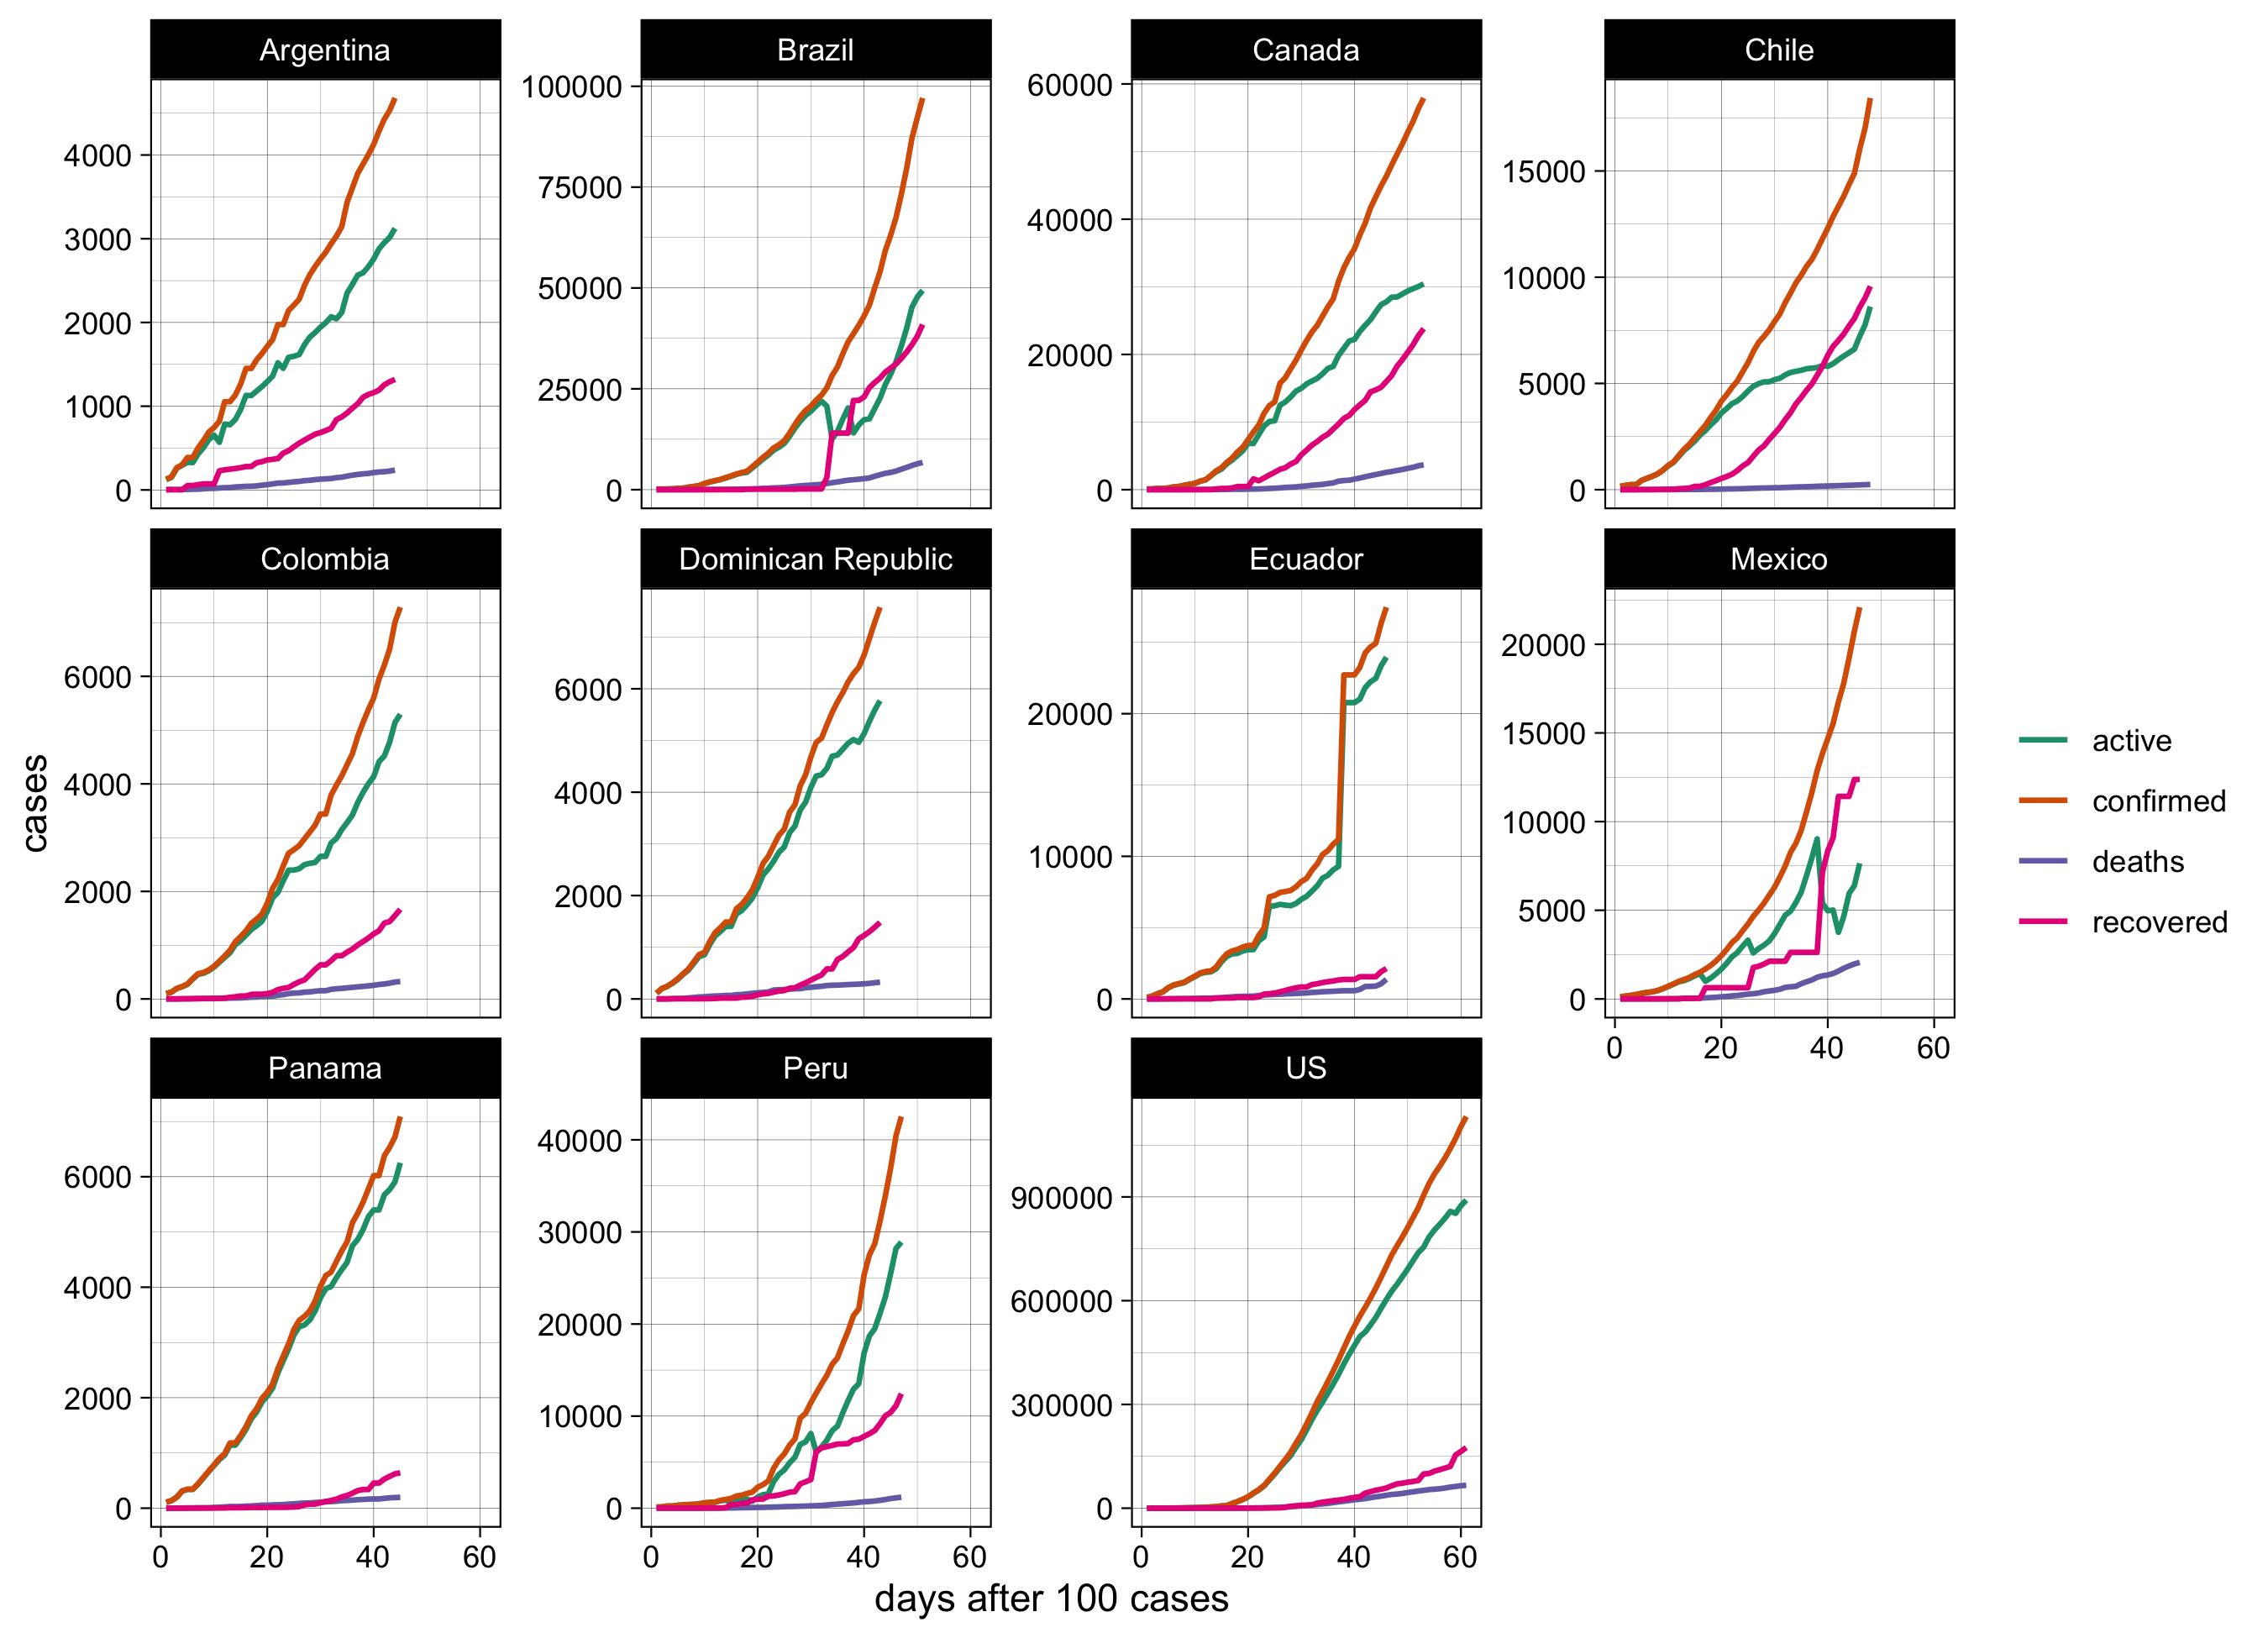 Argentina
Brazil
Canada
Chile
4000
3000
2000
1000
0
100000
75000
50000
25000
0
60000
40000
20000
0
15000
10000
5000
0
Colombia
Dominican Republic
Ecuador
Mexico
6000
4000
2000
0
6000
4000
2000
0
20000
10000
0
20000
15000
10000
5000
0
0 20 40 60
Panama
Peru
US
6000
4000
2000
0
0 20 40 60
40000
30000
20000
10000
0
0 20 40 60
900000
600000
300000
0
0 20 40 60
cases
days after 100 cases
active
confirmed
deaths
recovered